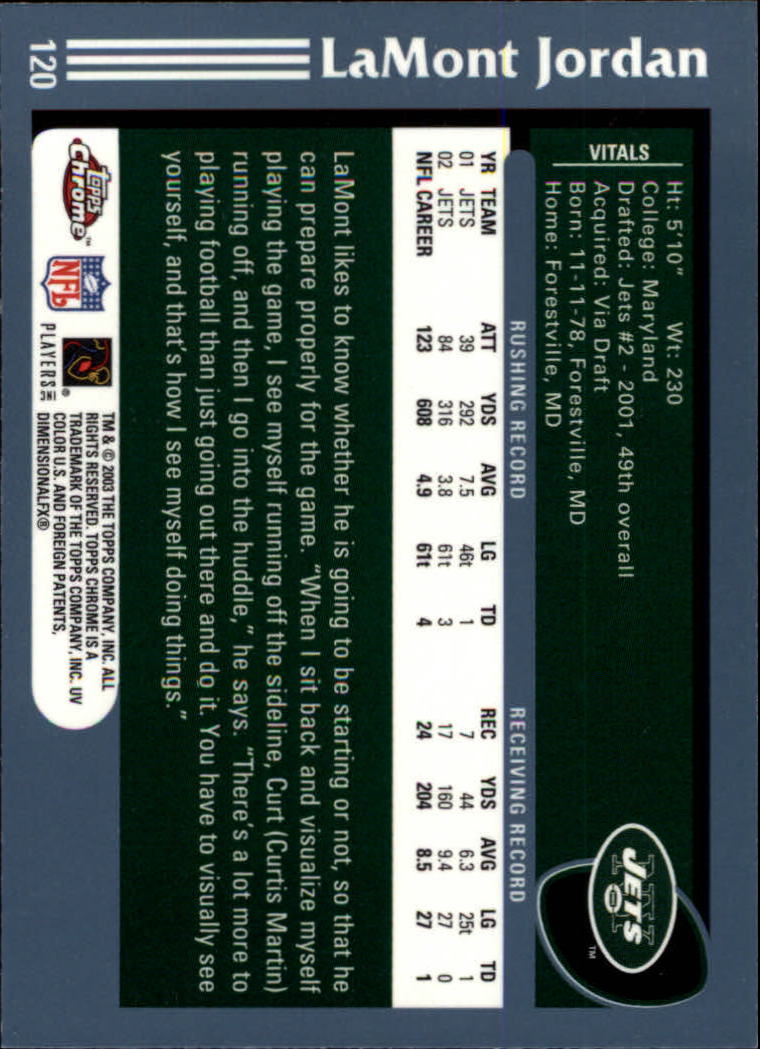 120
LaMont Jordan
VITALS
Ht: 5'10" Wt: 230
College: Maryland
Drafted: Jets #2 - 2001, 49th overall
Acquired: Via Draft
Born: 11-11-78, Forestville, MD
Home: Forestville, MD
NY
JETS
TM
RUSHING RECORD RECEIVING RECORD
YR TEAM ATT YDS AVG LG TD REC YDS AVG LG TD
01 JETS 39 292 7.5 46t 1 7 44 6.3 25t 1
02 JETS 84 316 3.8 61t 3 17 160 9.4 27 0
NFL CAREER 123 608 4.9 61t 4 24 204 8.5 27 1
LaMont likes to know whether he is going to be starting or not, so that he
can prepare properly for the game. "When I sit back and visualize myself
playing the game, I see myself running off the sideline, Curt (Curtis Martin)
running off, and then I go into the huddle," he says. "There's a lot more to
playing football than just going out there and do it. You have to visually see
yourself, and that's how I see myself doing things."
Topps
Chrome™
NFL
PLAYERS INC
®
TM & © 2003 THE TOPPS COMPANY, INC. ALL
RIGHTS RESERVED. TOPPS CHROME IS A
TRADEMARK OF THE TOPPS COMPANY, INC. UV
COLOR U.S. AND FOREIGN PATENTS,
DIMENSIONALFX®